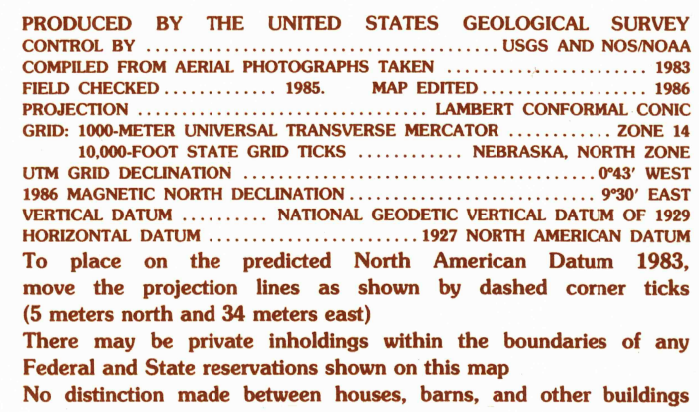 PRODUCED BY THE UNITED STATES GEOLOGICAL SURVEY
CONTROL BY .......................................... USGS AND NOS/NOAA
COMPILED FROM AERIAL PHOTOGRAPHS TAKEN ........................ 1983
FIELD CHECKED ............ 1985. MAP EDITED .................... 1986
PROJECTION .................................. LAMBERT CONFORMAL CONIC
GRID: 1000-METER UNIVERSAL TRANSVERSE MERCATOR ............ ZONE 14
10,000-FOOT STATE GRID TICKS ............ NEBRASKA, NORTH ZONE
UTM GRID DECLINATION ........................................ 0°43′ WEST
1986 MAGNETIC NORTH DECLINATION ............................ 9°30′ EAST
VERTICAL DATUM .......... NATIONAL GEODETIC VERTICAL DATUM OF 1929
HORIZONTAL DATUM ........................ 1927 NORTH AMERICAN DATUM
To place on the predicted North American Datum 1983,
move the projection lines as shown by dashed corner ticks
(5 meters north and 34 meters east)
There may be private inholdings within the boundaries of any
Federal and State reservations shown on this map
No distinction made between houses, barns, and other buildings